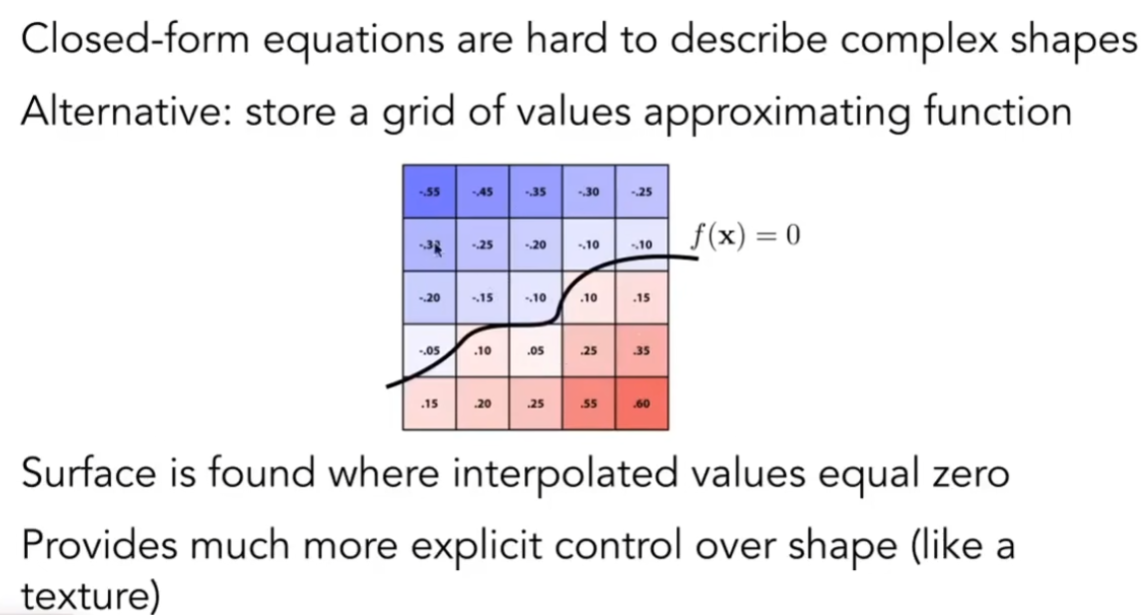 Closed-form equations are hard to describe complex shapes
Alternative: store a grid of values approximating function
-.55 -.45 -.35 -.30 -.25
-.25 -.20 -.10 -.10
f(x) = 0
-.20 -.15 -.10 .10 .15
-.05 .10 .05 .25 .35
.15 .20 .25 .55 .60
Surface is found where interpolated values equal zero
Provides much more explicit control over shape (like a
texture)